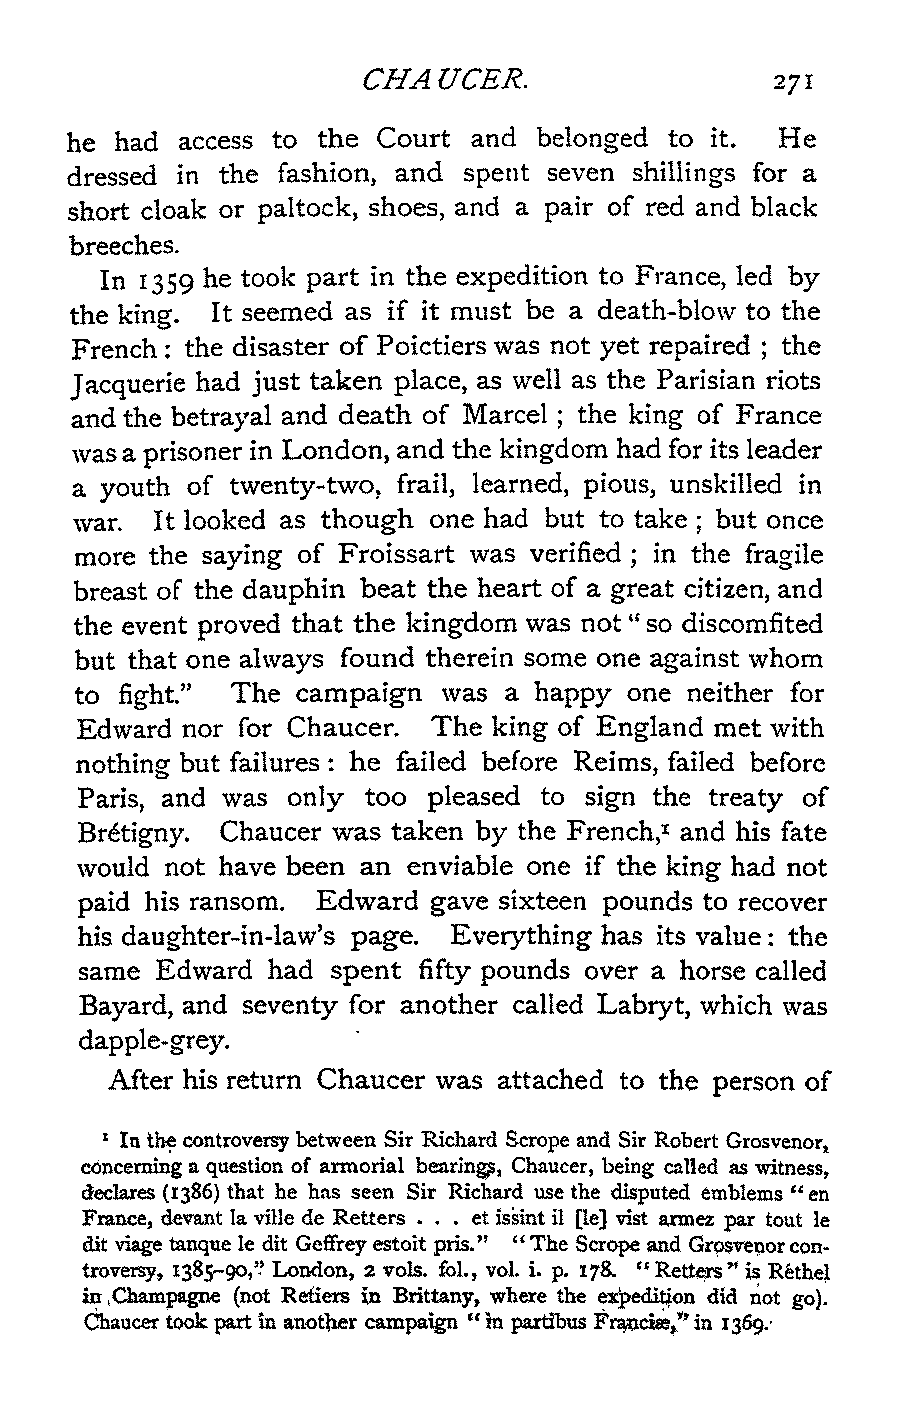 CHAUCER. 271
he had access to the Court and belonged to it. He
dressed in the fashion, and spent seven shillings for a
short cloak or paltock, shoes, and a pair of red and black
breeches.
In 1359 he took part in the expedition to France, led by
the king. It seemed as if it must be a death-blow to the
French : the disaster of Poictiers was not yet repaired ; the
Jacquerie had just taken place, as well as the Parisian riots
and the betrayal and death of Marcel ; the king of France
was a prisoner in London, and the kingdom had for its leader
a youth of twenty-two, frail, learned, pious, unskilled in
war. It looked as though one had but to take ; but once
more the saying of Froissart was verified ; in the fragile
breast of the dauphin beat the heart of a great citizen, and
the event proved that the kingdom was not "so discomfited
but that one always found therein some one against whom
to fight." The campaign was a happy one neither for
Edward nor for Chaucer. The king of England met with
nothing but failures : he failed before Reims, failed before
Paris, and was only too pleased to sign the treaty of
Brétigny. Chaucer was taken by the French,¹ and his fate
would not have been an enviable one if the king had not
paid his ransom. Edward gave sixteen pounds to recover
his daughter-in-law's page. Everything has its value : the
same Edward had spent fifty pounds over a horse called
Bayard, and seventy for another called Labryt, which was
dapple-grey.
After his return Chaucer was attached to the person of
¹ In the controversy between Sir Richard Scrope and Sir Robert Grosvenor,
concerning a question of armorial bearings, Chaucer, being called as witness,
declares (1386) that he has seen Sir Richard use the disputed emblems "en
France, devant la ville de Retters . . . et issint il [le] vist armez par tout le
dit viage tanque le dit Geffrey estoit pris." "The Scrope and Grosvenor con-
troversy, 1385-90," London, 2 vols. fol., vol. i. p. 178. "Retters" is Réthel
in Champagne (not Retiers in Brittany, where the expedition did not go).
Chaucer took part in another campaign "in partibus Franciæ," in 1369.